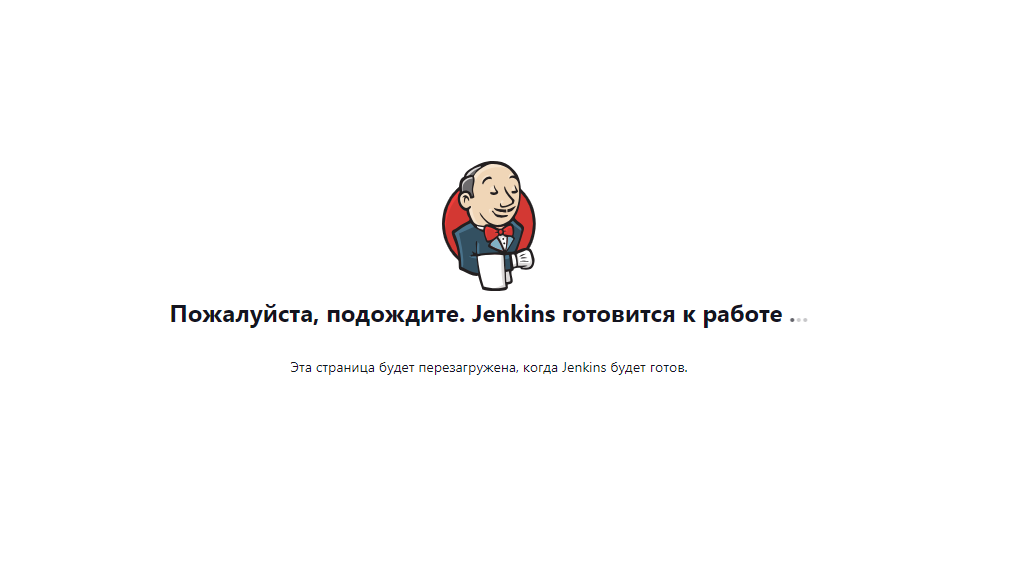 Пожалуйста, подождите. Jenkins готовится к работе ...
Эта страница будет перезагружена, когда Jenkins будет готов.